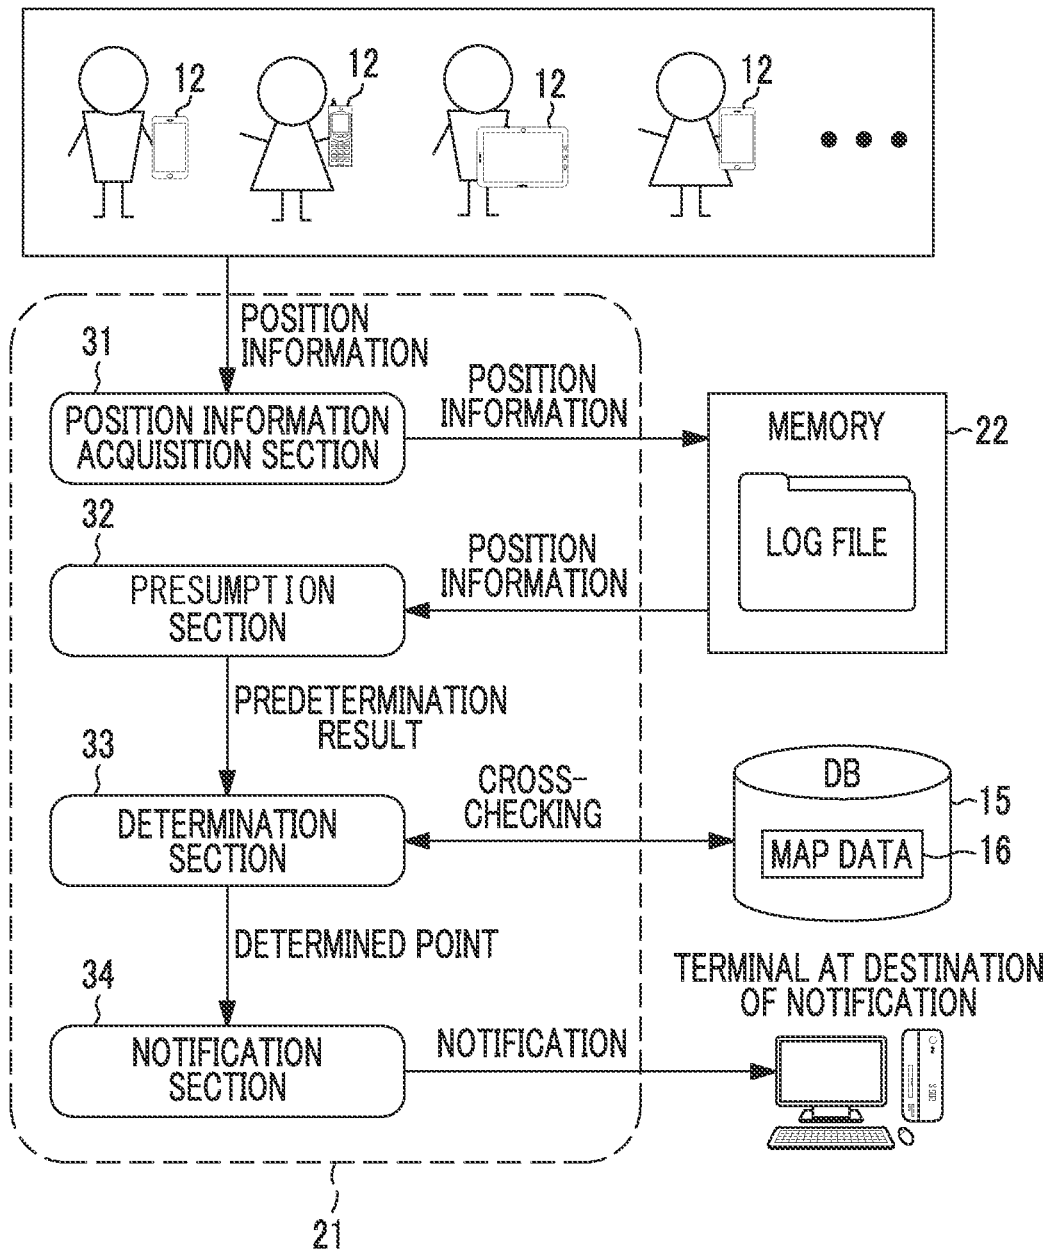 12
12
12
12
POSITION
INFORMATION
31
POSITION INFORMATION
ACQUISITION SECTION
POSITION
INFORMATION
MEMORY
22
LOG FILE
32
PRESUMPTION
SECTION
POSITION
INFORMATION
PREDETERMINATION
RESULT
33
DETERMINATION
SECTION
CROSS-
CHECKING
DB
15
MAP DATA
16
DETERMINED POINT
34
NOTIFICATION
SECTION
NOTIFICATION
TERMINAL AT DESTINATION
OF NOTIFICATION
21